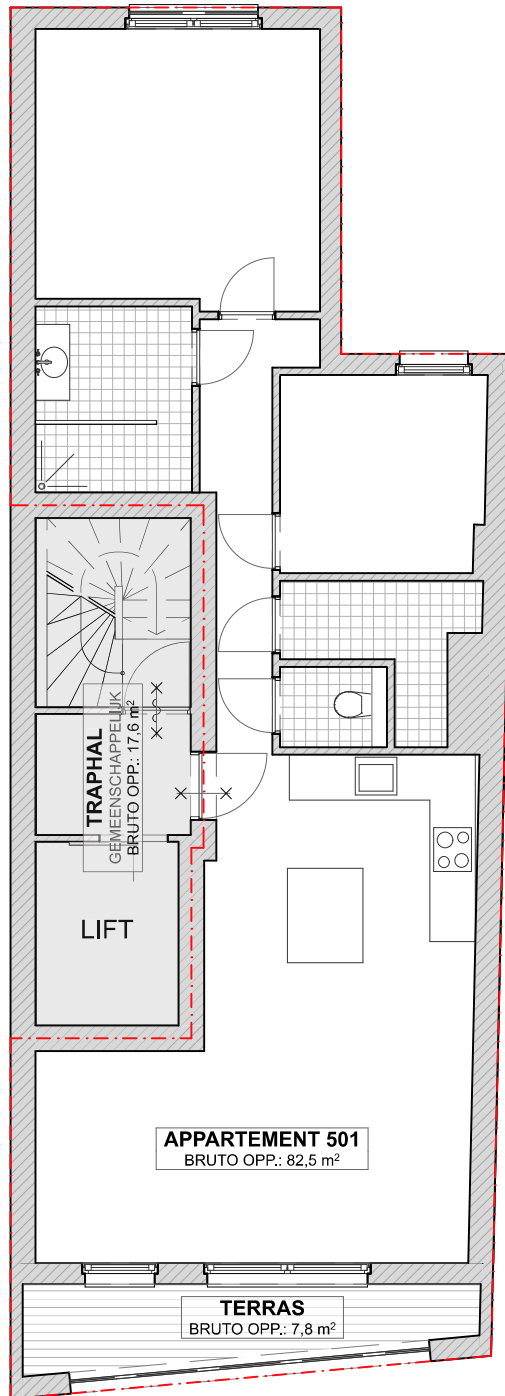 TRAPHAL
GEMEENSCHAPPELIJK
BRUTO OPP.: 17,6 m²
LIFT
APPARTEMENT 501
BRUTO OPP.: 82,5 m²
TERRAS
BRUTO OPP.: 7,8 m²